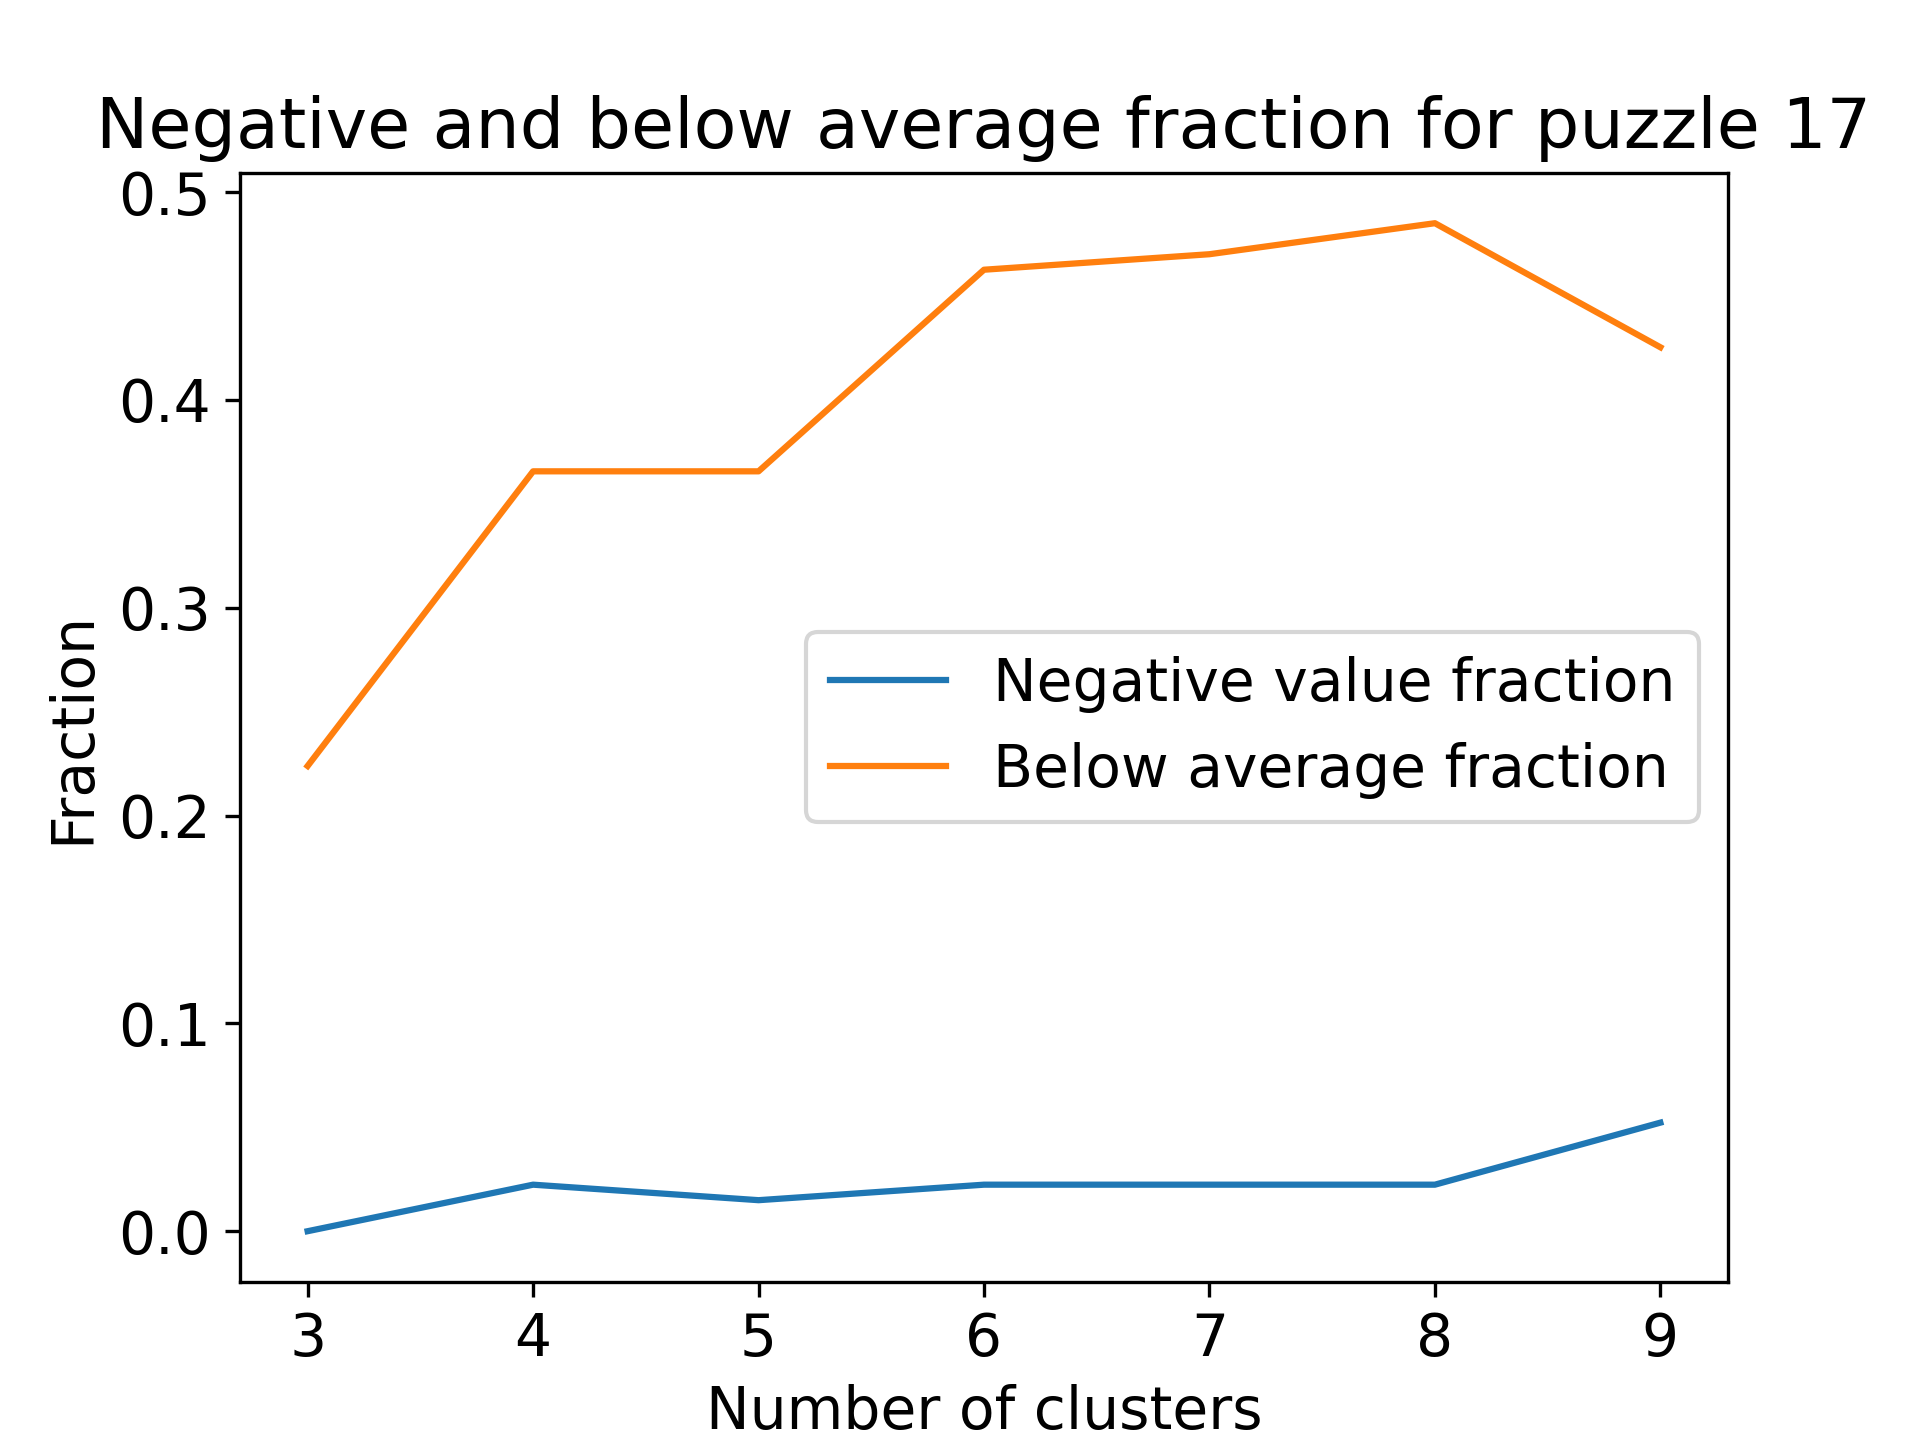 Negative and below average fraction for puzzle 17
0.5
0.4
0.3
0.2
0.1
0.0
Fraction
Negative value fraction
Below average fraction
3 4 5 6 7 8 9
Number of clusters